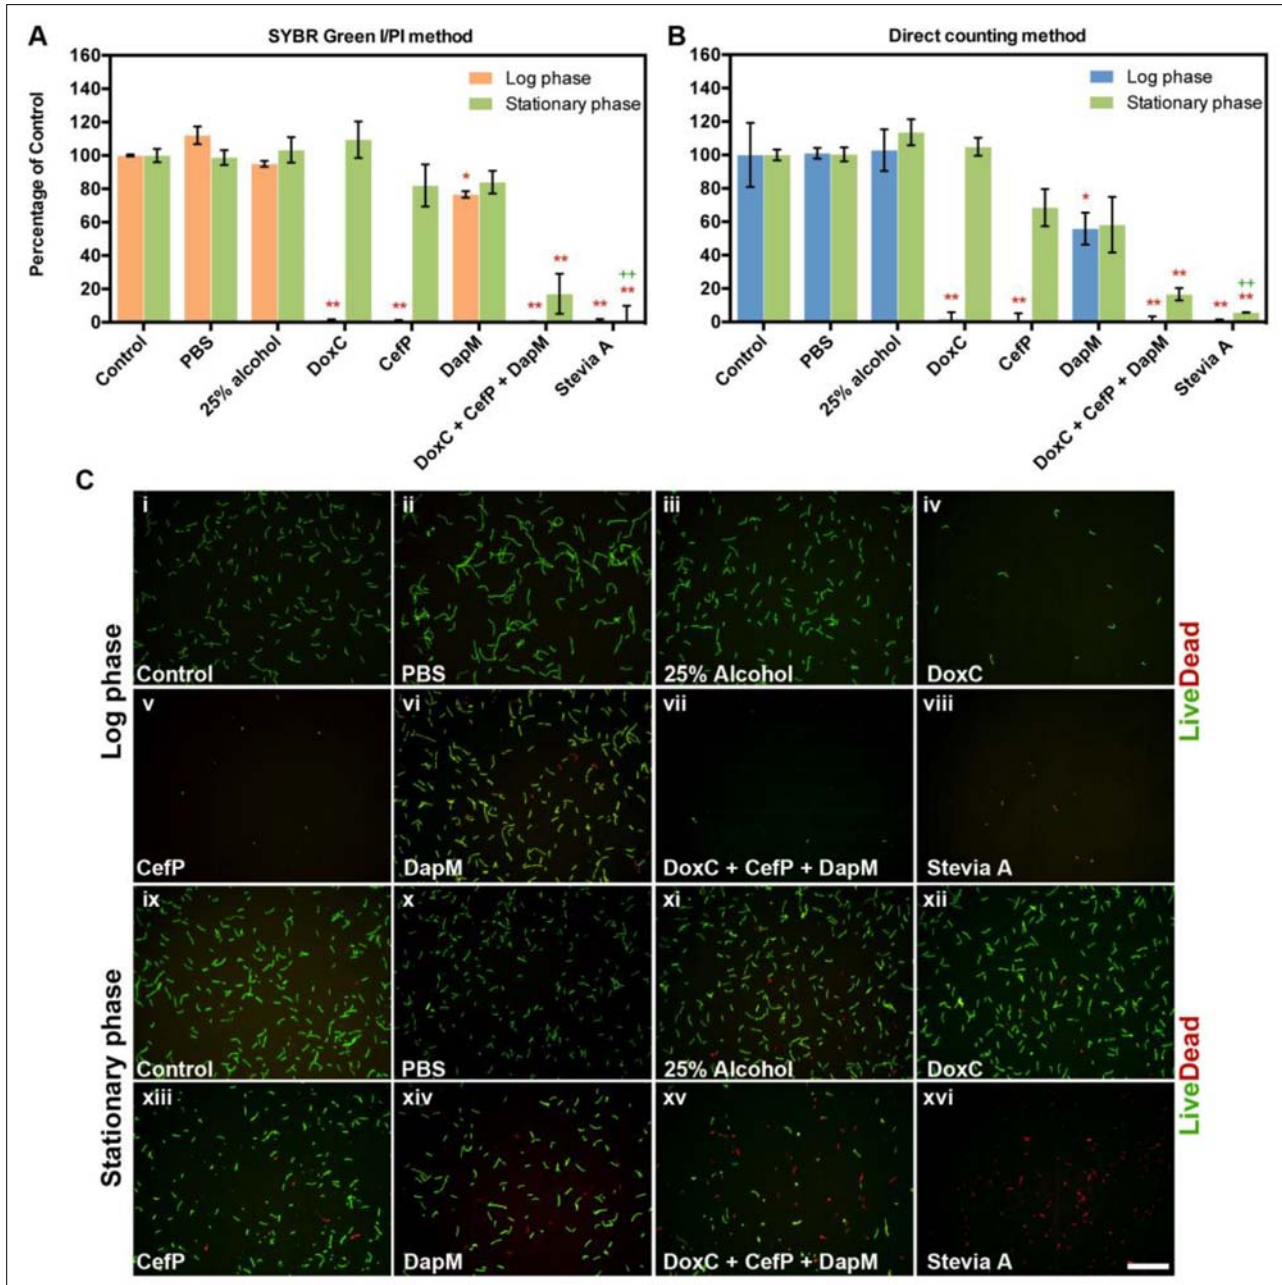 A
SYBR Green I/PI method
Percentage of Control
160
140
120
100
80
60
40
20
0
Log phase
Stationary phase
*
**
**
**
**
**
++
**
Control
PBS
25% alcohol
DoxC
CefP
DapM
DoxC + CefP + DapM
Stevia A
B
Direct counting method
160
140
120
100
80
60
40
20
0
Log phase
Stationary phase
*
**
**
**
**
**
++
**
Control
PBS
25% alcohol
DoxC
CefP
DapM
DoxC + CefP + DapM
Stevia A
C
Log phase
i
Control
ii
PBS
iii
25% Alcohol
iv
DoxC
v
CefP
vi
DapM
vii
DoxC + CefP + DapM
viii
Stevia A
LiveDead
Stationary phase
ix
Control
x
PBS
xi
25% Alcohol
xii
DoxC
xiii
CefP
xiv
DapM
xv
DoxC + CefP + DapM
xvi
Stevia A
LiveDead